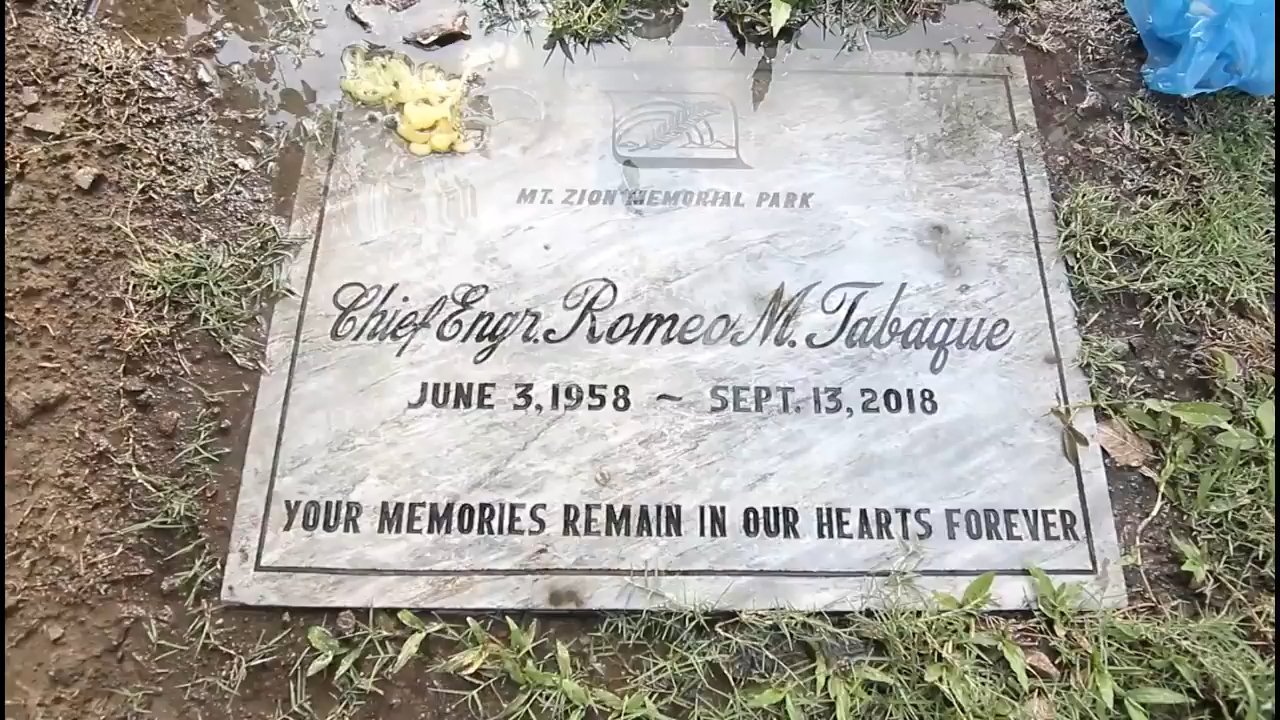 MT. ZION MEMORIAL PARK
Chief Engr. Romeo M. Tabaque
JUNE 3, 1958 ~ SEPT. 13, 2018
YOUR MEMORIES REMAIN IN OUR HEARTS FOREVER